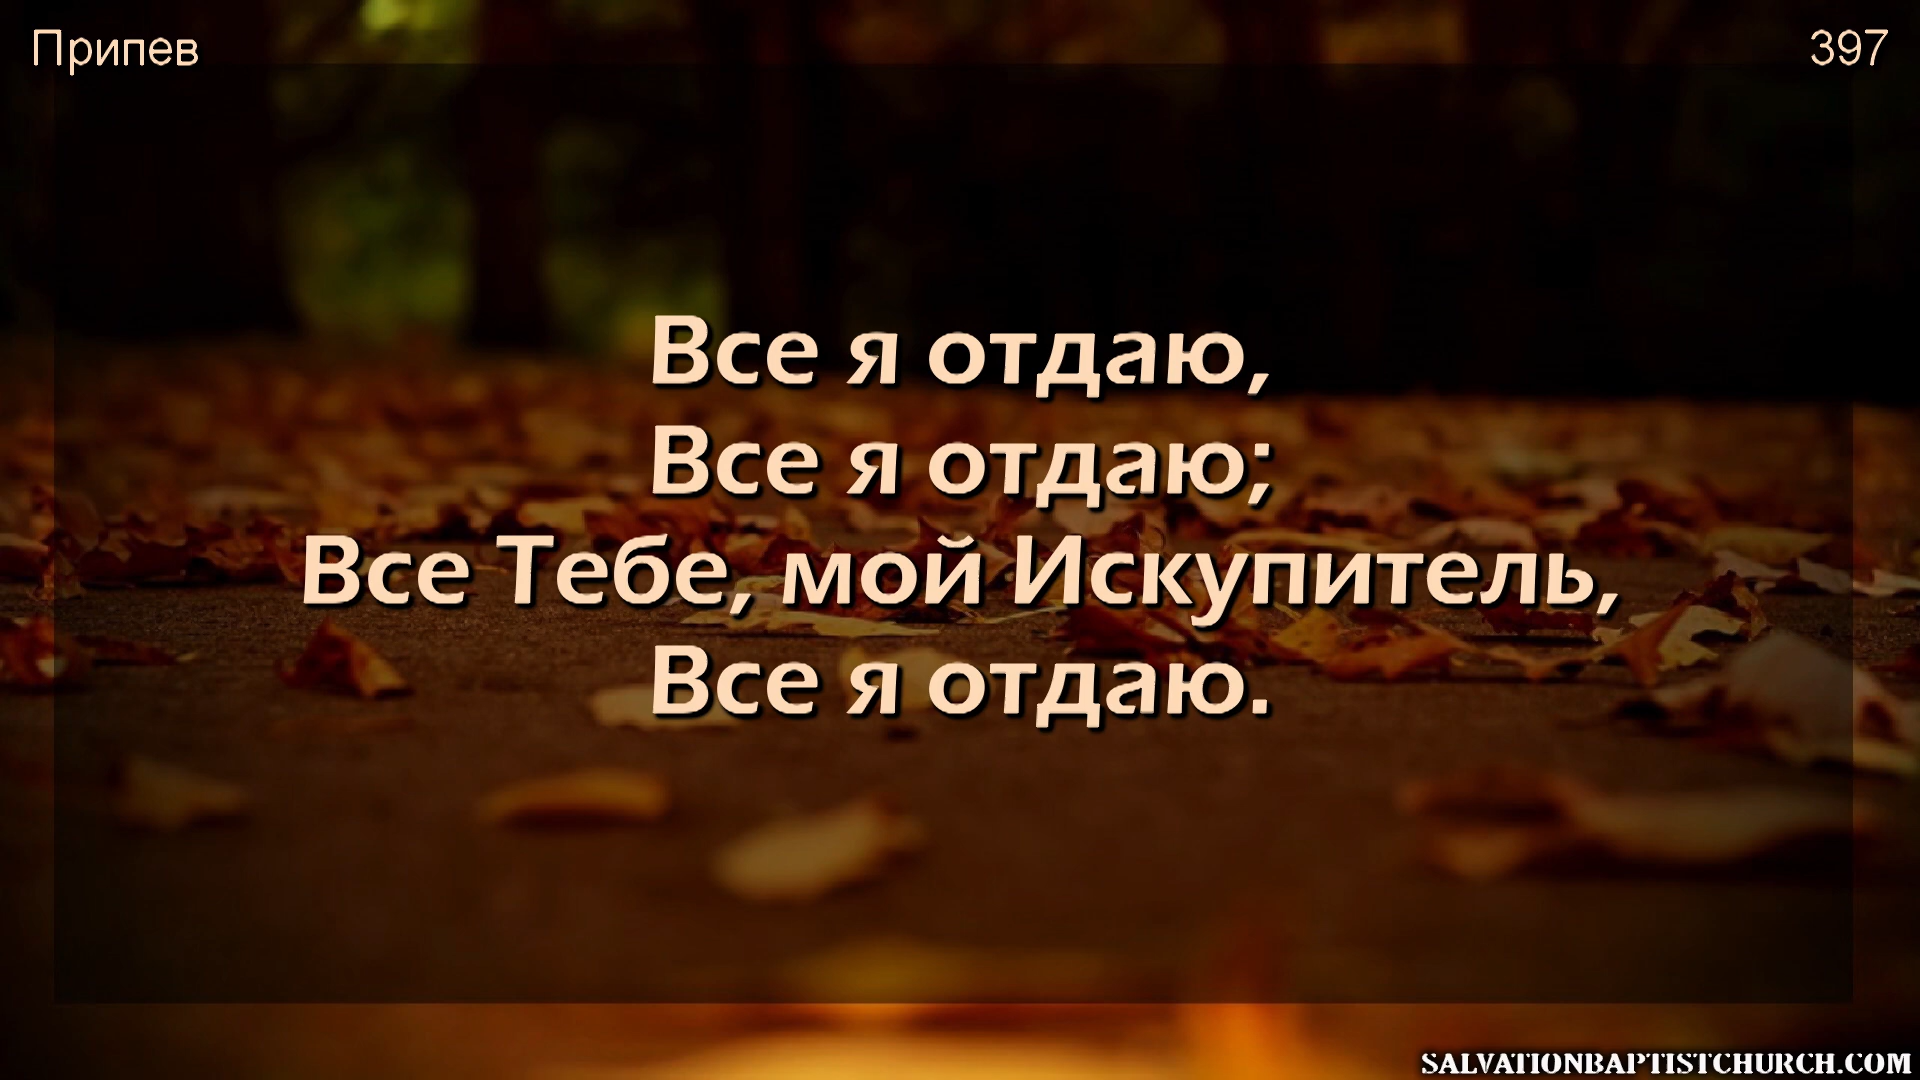 Припев
397
Все я отдаю,
Все я отдаю;
Все Тебе, мой Искупитель,
Все я отдаю.
SALVATIONBAPTISTCHURCH.COM